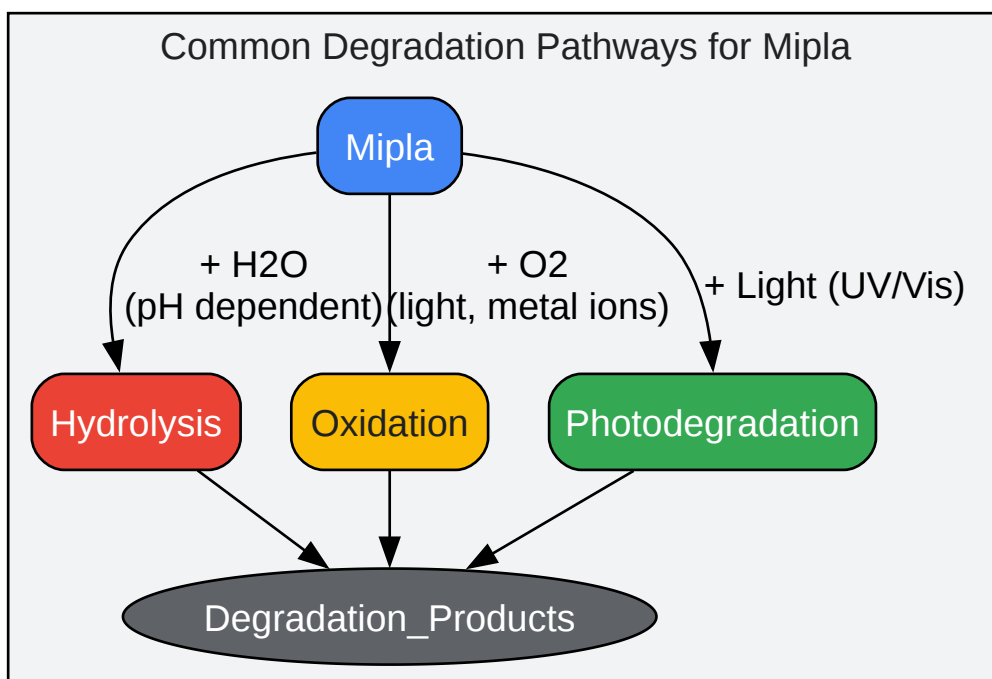 Common Degradation Pathways for Mipla
Mipla
+ H2O
(pH dependent)
+ O2
(light, metal ions)
+ Light (UV/Vis)
Hydrolysis
Oxidation
Photodegradation
Degradation_Products